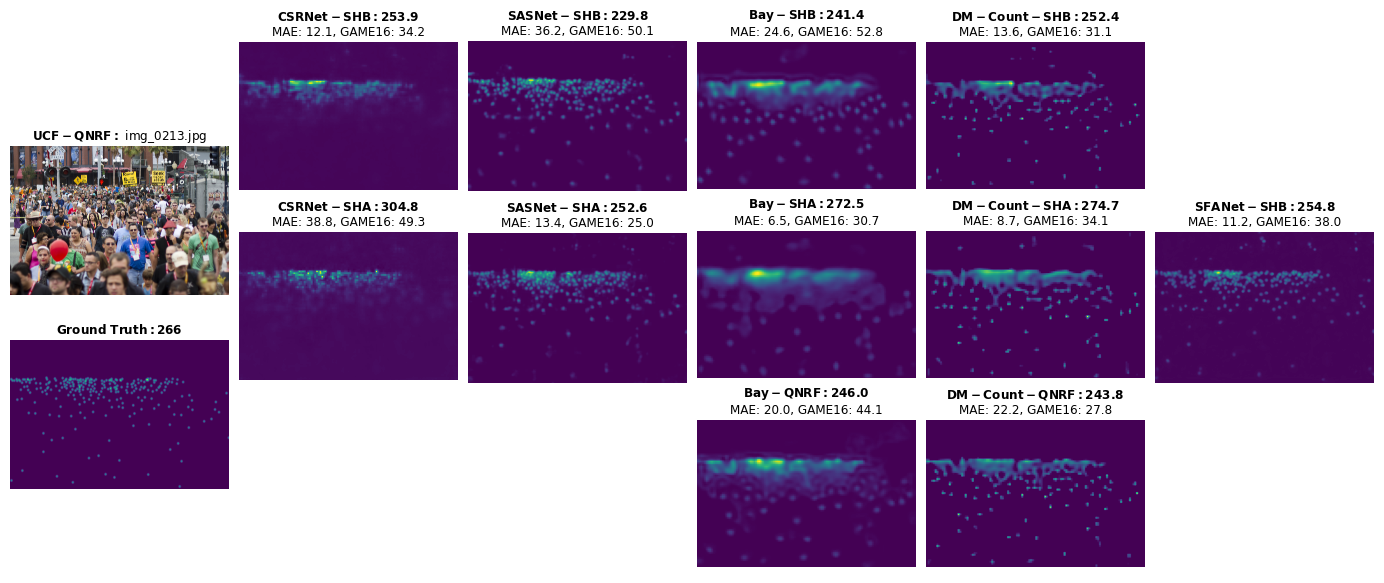 UCF − QNRF : img_0213.jpg
Ground Truth : 266
CSRNet − SHB : 253.9
MAE: 12.1, GAME16: 34.2
SASNet − SHB : 229.8
MAE: 36.2, GAME16: 50.1
Bay − SHB : 241.4
MAE: 24.6, GAME16: 52.8
DM − Count − SHB : 252.4
MAE: 13.6, GAME16: 31.1
CSRNet − SHA : 304.8
MAE: 38.8, GAME16: 49.3
SASNet − SHA : 252.6
MAE: 13.4, GAME16: 25.0
Bay − SHA : 272.5
MAE: 6.5, GAME16: 30.7
DM − Count − SHA : 274.7
MAE: 8.7, GAME16: 34.1
SFANet − SHB : 254.8
MAE: 11.2, GAME16: 38.0
Bay − QNRF : 246.0
MAE: 20.0, GAME16: 44.1
DM − Count − QNRF : 243.8
MAE: 22.2, GAME16: 27.8